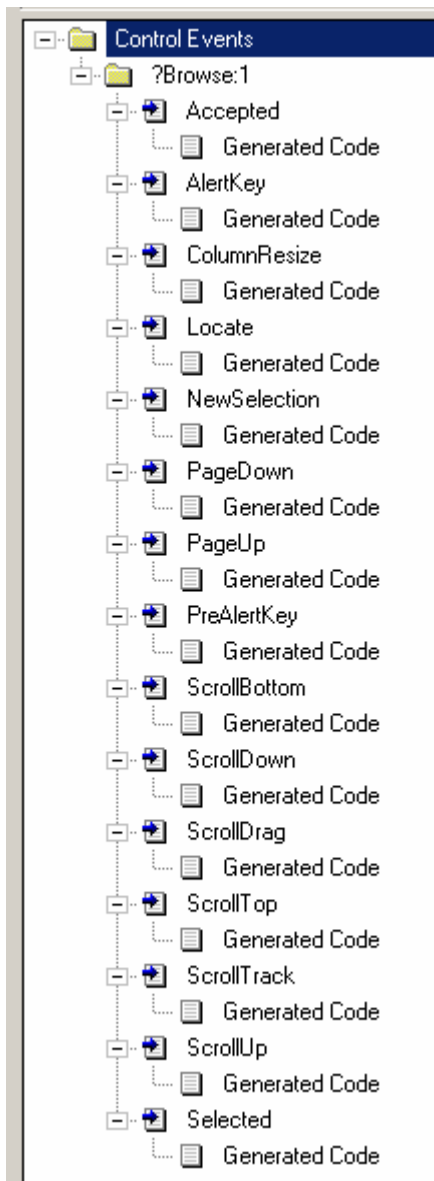 Control Events
?Browse:1
Accepted
Generated Code
AlertKey
Generated Code
ColumnResize
Generated Code
Locate
Generated Code
NewSelection
Generated Code
PageDown
Generated Code
PageUp
Generated Code
PreAlertKey
Generated Code
ScrollBottom
Generated Code
ScrollDown
Generated Code
ScrollDrag
Generated Code
ScrollTop
Generated Code
ScrollTrack
Generated Code
ScrollUp
Generated Code
Selected
Generated Code